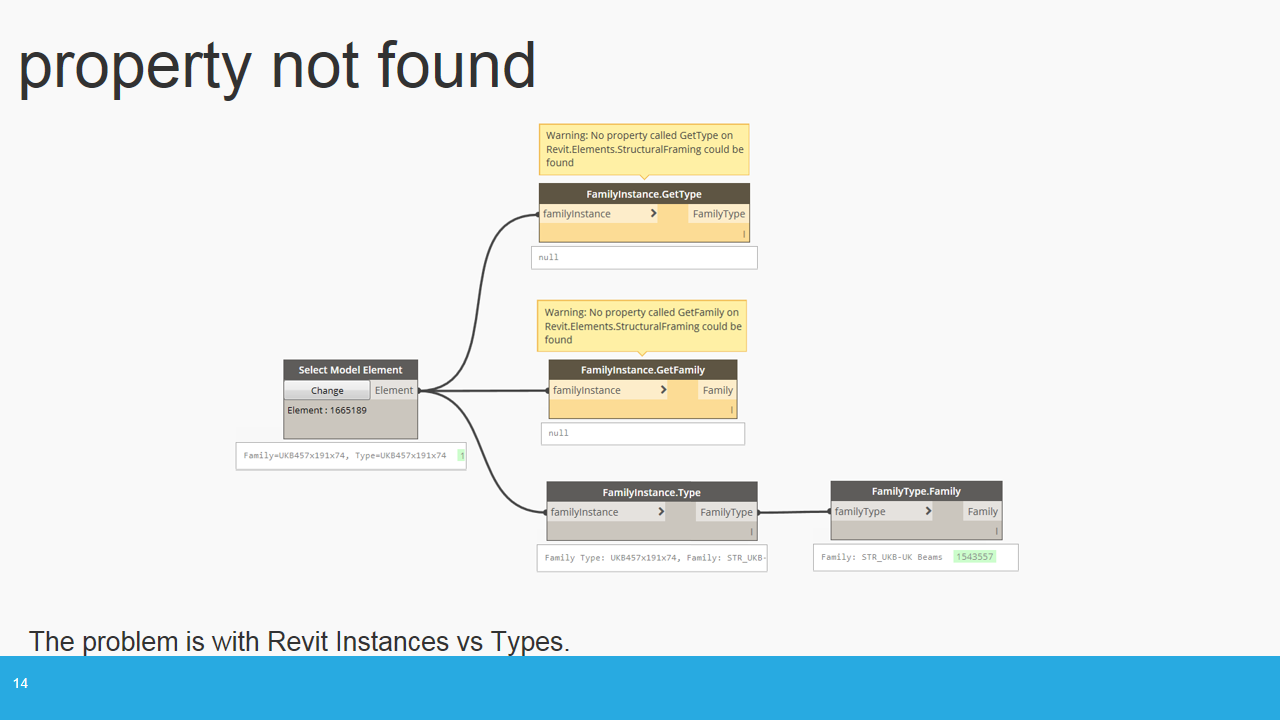 property not found
Warning: No property called GetType on
Revit.Elements.StructuralFraming could be
found
FamilyInstance.GetType
familyInstance > FamilyType
l
null
Warning: No property called GetFamily on
Revit.Elements.StructuralFraming could be
found
FamilyInstance.GetFamily
familyInstance > Family
l
null
Select Model Element
Change Element
Element : 1665189
Family=UKB457x191x74, Type=UKB457x191x74 1
FamilyInstance.Type
familyInstance > FamilyType
l
Family Type: UKB457x191x74, Family: STR_UKB-
FamilyType.Family
familyType > Family
l
Family: STR_UKB-UK Beams 1543557
The problem is with Revit Instances vs Types.
14